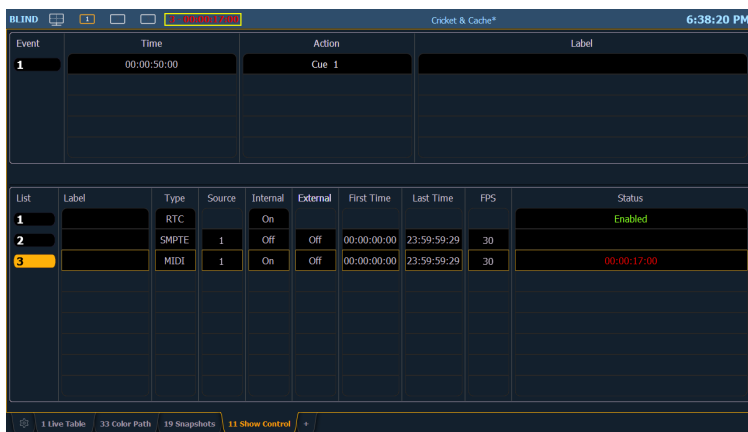 BLIND 1 3 00:00:17:00 Cricket & Cache* 6:38:20 PM
Event Time Action Label
1 00:00:50:00 Cue 1
List Label Type Source Internal External First Time Last Time FPS Status
1 RTC On Enabled
2 SMPTE 1 Off Off 00:00:00:00 23:59:59:29 30
3 MIDI 1 On Off 00:00:00:00 23:59:59:29 30 00:00:17:00
1 Live Table 33 Color Path 19 Snapshots 11 Show Control +